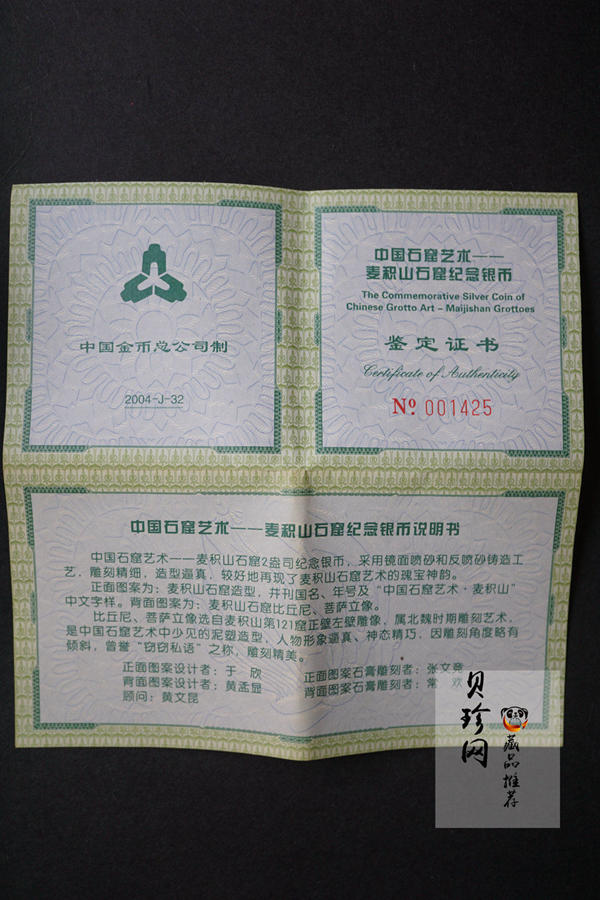 中国金币总公司制
2004-J-32
中国石窟艺术——
麦积山石窟纪念银币
The Commemorative Silver Coin of
Chinese Grotto Art – Maijishan Grottoes
鉴定证书
Certificate of Authenticity
Nº 001425
中国石窟艺术——麦积山石窟纪念银币说明书
中国石窟艺术——麦积山石窟2盎司纪念银币，采用镜面喷砂和反喷砂铸造工
艺，雕刻精细，造型逼真，较好地再现了麦积山石窟艺术的瑰宝神韵。
正面图案为：麦积山石窟造型，并刊国名、年号及“中国石窟艺术·麦积山”
中文字样。背面图案为：麦积山石窟比丘尼、菩萨立像。
比丘尼、菩萨立像选自麦积山第121窟正壁左壁雕像，属北魏时期雕刻艺术，
是中国石窟艺术中少见的泥塑造型，人物形象逼真、神态精巧，因雕刻角度略有
倾斜，曾誉“窃窃私语”之称，雕刻精美。
正面图案设计者：于 欣 正面图案石膏雕刻者：张文竞
背面图案设计者：黄孟显 背面图案石膏雕刻者：常 欢
顾问：黄文昆
贝珍网
藏品推荐